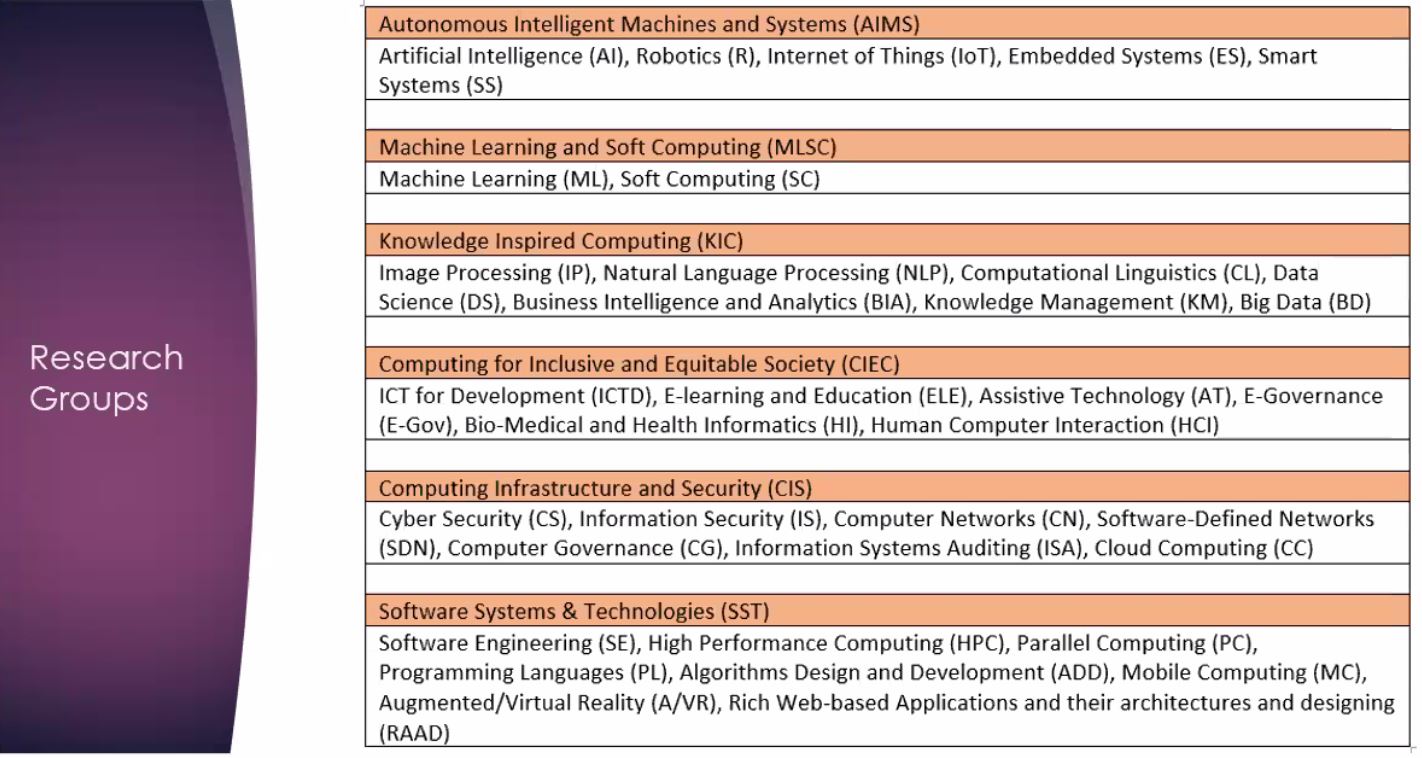 Research
Groups
Autonomous Intelligent Machines and Systems (AIMS)
Artificial Intelligence (AI), Robotics (R), Internet of Things (IoT), Embedded Systems (ES), Smart
Systems (SS)
Machine Learning and Soft Computing (MLSC)
Machine Learning (ML), Soft Computing (SC)
Knowledge Inspired Computing (KIC)
Image Processing (IP), Natural Language Processing (NLP), Computational Linguistics (CL), Data
Science (DS), Business Intelligence and Analytics (BIA), Knowledge Management (KM), Big Data (BD)
Computing for Inclusive and Equitable Society (CIEC)
ICT for Development (ICTD), E-learning and Education (ELE), Assistive Technology (AT), E-Governance
(E-Gov), Bio-Medical and Health Informatics (HI), Human Computer Interaction (HCI)
Computing Infrastructure and Security (CIS)
Cyber Security (CS), Information Security (IS), Computer Networks (CN), Software-Defined Networks
(SDN), Computer Governance (CG), Information Systems Auditing (ISA), Cloud Computing (CC)
Software Systems & Technologies (SST)
Software Engineering (SE), High Performance Computing (HPC), Parallel Computing (PC),
Programming Languages (PL), Algorithms Design and Development (ADD), Mobile Computing (MC),
Augmented/Virtual Reality (A/VR), Rich Web-based Applications and their architectures and designing
(RAAD)